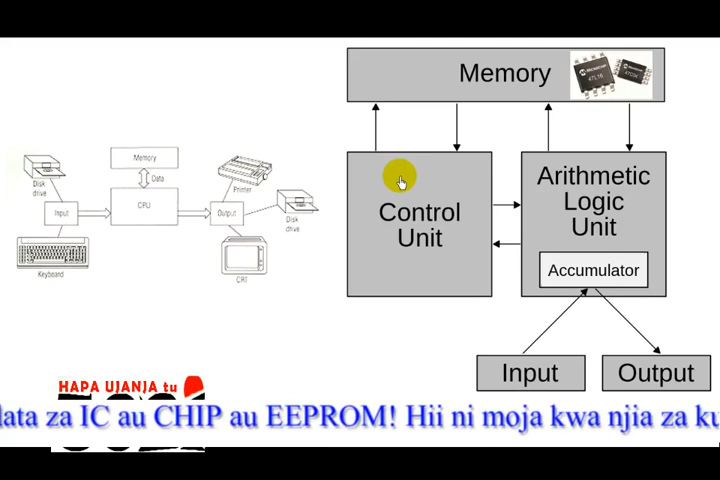 Memory
Data
CPU
Disk
drive
Input
Keyboard
Printer
Output
Disk
drive
CRT
Memory
Control
Unit
Arithmetic
Logic
Unit
Accumulator
Input
Output
HAPA UJANJA tu
data za IC au CHIP au EEPROM! Hii ni moja kwa njia za ku